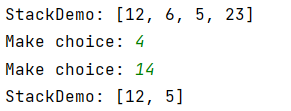 StackDemo: [12, 6, 5, 23]
Make choice: 4
Make choice: 14
StackDemo: [12, 5]